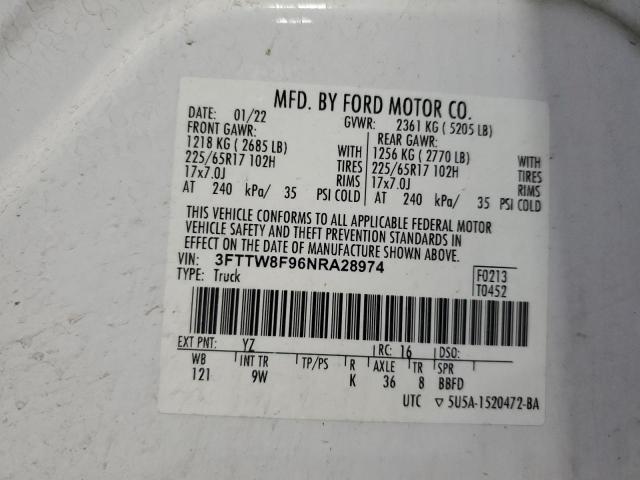 MFD. BY FORD MOTOR CO.
DATE: 01/22 GVWR: 2361 KG ( 5205 LB)
FRONT GAWR: REAR GAWR:
1218 KG ( 2685 LB) WITH 1256 KG ( 2770 LB) WITH
225/65R17 102H TIRES 225/65R17 102H TIRES
17x7.0J RIMS 17x7.0J RIMS
AT 240 kPa/ 35 PSI COLD AT 240 kPa/ 35 PSI COLD
THIS VEHICLE CONFORMS TO ALL APPLICABLE FEDERAL MOTOR
VEHICLE SAFETY AND THEFT PREVENTION STANDARDS IN
EFFECT ON THE DATE OF MANUFACTURE SHOWN ABOVE.
VIN: 3FTTW8F96NRA28974 F0213
TYPE: Truck T0452
EXT PNT: YZ RC: 16 DSO:
WB INT TR TP/PS R AXLE TR SPR
121 9W K 36 8 BBFD
UTC ▽ 5U5A-1520472-BA